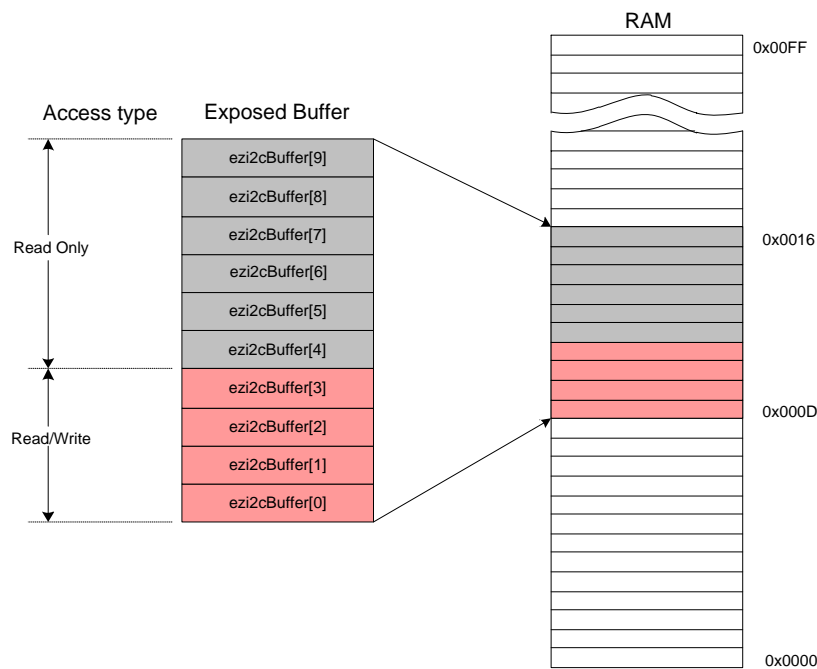 RAM
0x00FF
Access type
Exposed Buffer
ezi2cBuffer[9]
ezi2cBuffer[8]
ezi2cBuffer[7]
0x0016
Read Only
ezi2cBuffer[6]
ezi2cBuffer[5]
ezi2cBuffer[4]
ezi2cBuffer[3]
0x000D
ezi2cBuffer[2]
Read/Write
ezi2cBuffer[1]
ezi2cBuffer[0]
0x0000